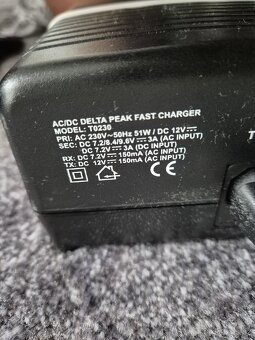 AC/DC DELTA PEAK FAST CHARGER
MODEL: T0230
PRI: AC 230V~50Hz 51W / DC 12V⎓
SEC: DC 7.2/8.4/9.6V⎓3A (AC INPUT)
DC 7.2V⎓3A (DC INPUT)
RX: DC 7.2V⎓150mA (AC INPUT)
TX: DC 12V⎓150mA (AC INPUT)
CE
T